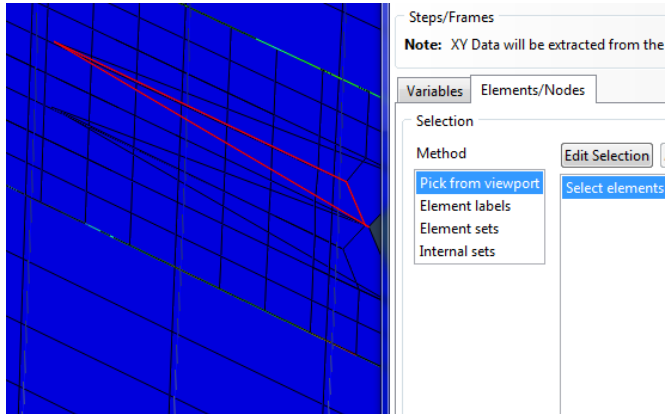 Steps/Frames
Note: XY Data will be extracted from the
Variables
Elements/Nodes
Selection
Method
Edit Selection
Pick from viewport
Select elements
Element labels
Element sets
Internal sets